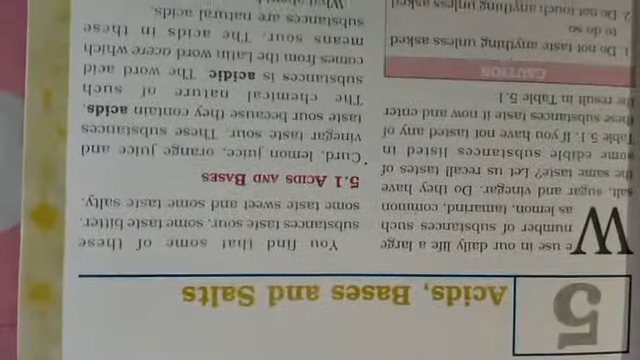 5
Acids, Bases and Salts
We use in our daily life a large
number of substances such
as lemon, tamarind, common
salt, sugar and vinegar. Do they have
the same taste? Let us recall tastes of
some edible substances listed in
Table 5.1. If you have not tasted any of
these substances taste it now and enter
the result in Table 5.1.
CAUTION
1. Do not taste anything unless asked
to do so
2. Do not touch anything unless asked
You find that some of these
substances taste sour, some taste bitter,
some taste sweet and some taste salty.
5.1 ACIDS AND BASES
Curd, lemon juice, orange juice and
vinegar taste sour. These substances
taste sour because they contain acids.
The chemical nature of such
substances is acidic. The word acid
comes from the Latin word acere which
means sour. The acids in these
substances are natural acids.
What about